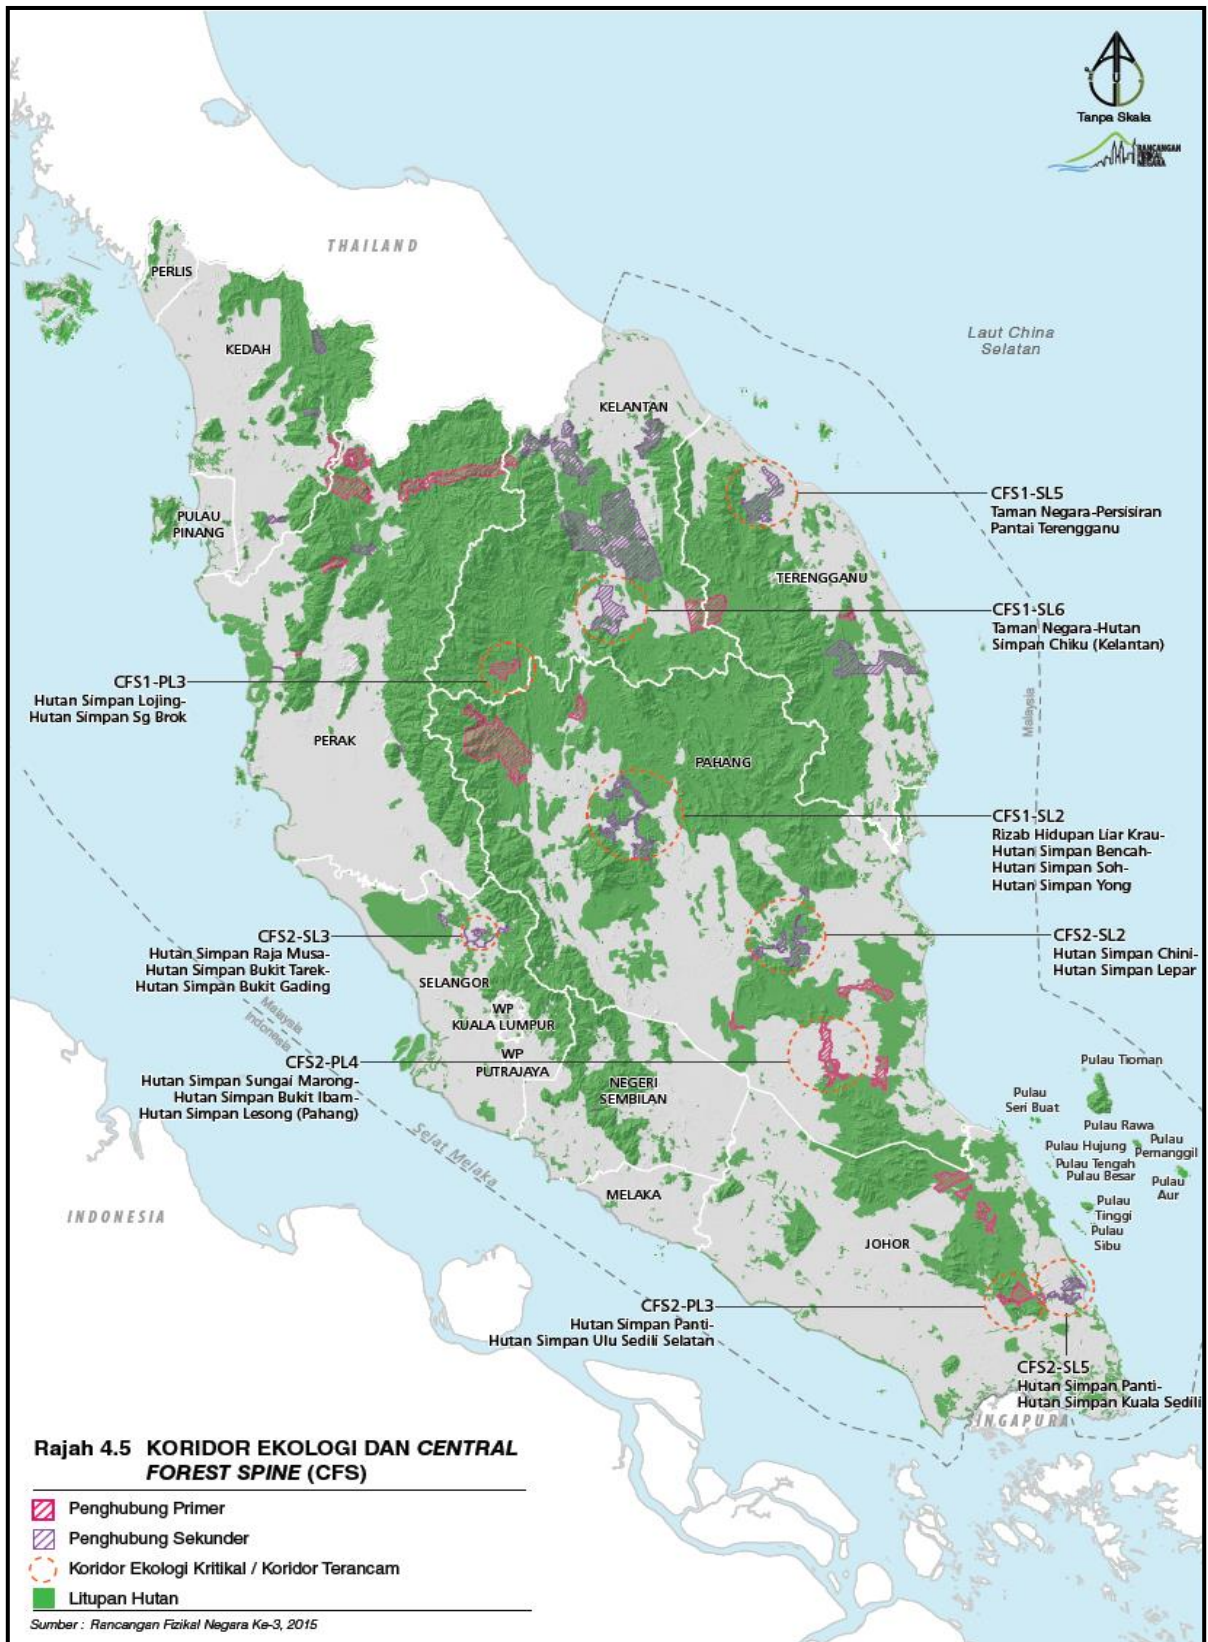 Tanpa Skala
RANCANGAN
FIZIKAL
NEGARA
THAILAND
PERLIS
KEDAH
Laut China
Selatan
KELANTAN
CFS1-SL5
Taman Negara-Persisiran
Pantai Terengganu
PULAU
PINANG
TERENGGANU
CFS1-SL6
Taman Negara-Hutan
Simpan Chiku (Kelantan)
CFS1-PL3
Hutan Simpan Lojing-
Hutan Simpan Sg Brok
Malaysia
PERAK
PAHANG
CFS1-SL2
Rizab Hidupan Liar Krau-
Hutan Simpan Bencah-
Hutan Simpan Soh-
Hutan Simpan Yong
CFS2-SL3
Hutan Simpan Raja Musa-
Hutan Simpan Bukit Tarek-
Hutan Simpan Bukit Gading
CFS2-SL2
Hutan Simpan Chini-
Hutan Simpan Lepar
SELANGOR
Malaysia
Indonesia
WP
KUALA LUMPUR
WP
PUTRAJAYA
CFS2-PL4
Hutan Simpan Sungai Marong-
Hutan Simpan Bukit Ibam-
Hutan Simpan Lesong (Pahang)
NEGERI
SEMBILAN
Pulau Tioman
Pulau
Seri Buat
Pulau Rawa
Pulau Hujung
Pulau
Pemanggil
Pulau Tengah
Pulau Besar
Pulau
Aur
Selat Melaka
MELAKA
Pulau
Tinggi
Pulau
Sibu
INDONESIA
JOHOR
CFS2-PL3
Hutan Simpan Panti-
Hutan Simpan Ulu Sedili Selatan
CFS2-SL5
Hutan Simpan Panti-
Hutan Simpan Kuala Sedili
SINGAPURA
Rajah 4.5 KORIDOR EKOLOGI DAN CENTRAL
FOREST SPINE (CFS)
Penghubung Primer
Penghubung Sekunder
Koridor Ekologi Kritikal / Koridor Terancam
Litupan Hutan
Sumber : Rancangan Fizikal Negara Ke-3, 2015